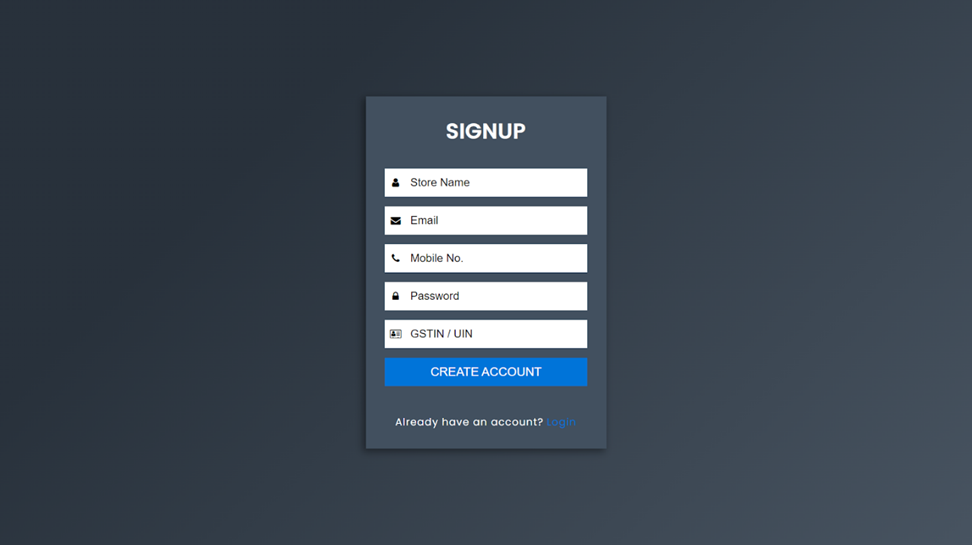 SIGNUP
Store Name
Email
Mobile No.
Password
GSTIN / UIN
CREATE ACCOUNT
Already have an account? Login